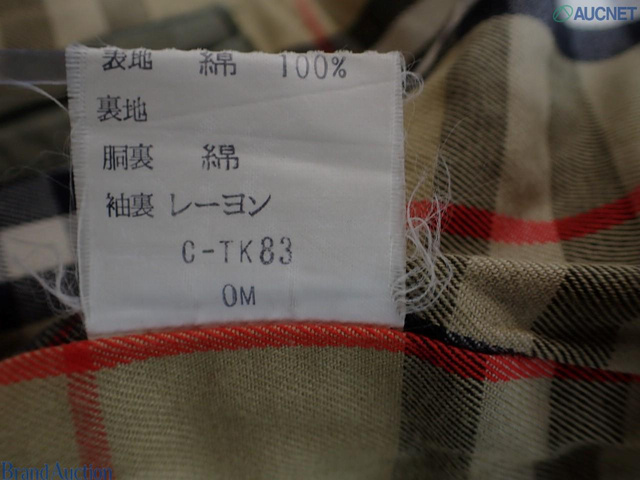 AUCNET
表地 綿 100%
裏地
胴裏 綿
袖裏 レーヨン
C-TK83
OM
Brand Auction